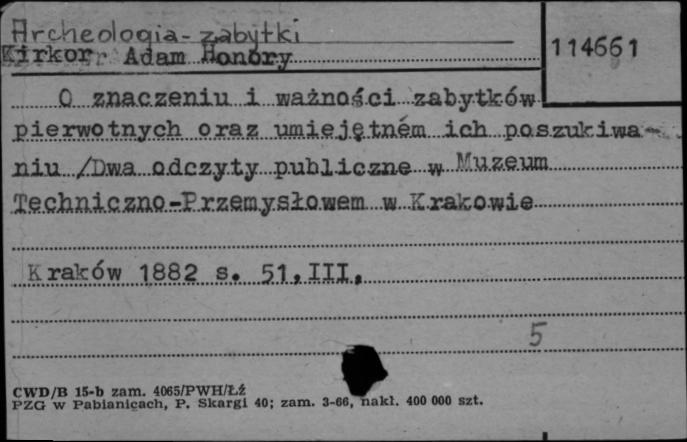 Archeologia - zabytki
Kirkor Adam Honory
114661
O znaczeniu i ważności zabytków
pierwotnych oraz umiejętném ich poszukiwa-
niu /Dwa odczyty publiczne w Muzeum
Techniczno-Przemysłowem w Krakowie
Kraków 1882 s. 51, III,
5
CWD/B 15-b zam. 4065/PWH/Łź
PZG w Pabianicach, P. Skargi 40; zam. 3-66, nakł. 400 000 szt.